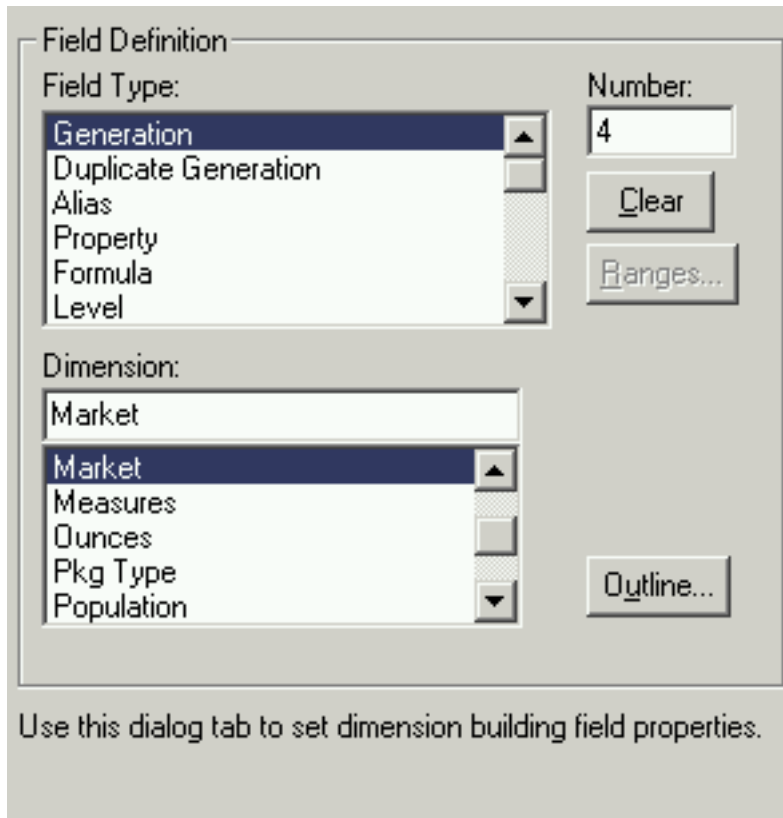 Field Definition
Field Type:
Number:
Generation
4
Duplicate Generation
Alias
Clear
Property
Formula
Ranges...
Level
Dimension:
Market
Market
Measures
Ounces
Pkg Type
Outline...
Population
Use this dialog tab to set dimension building field properties.